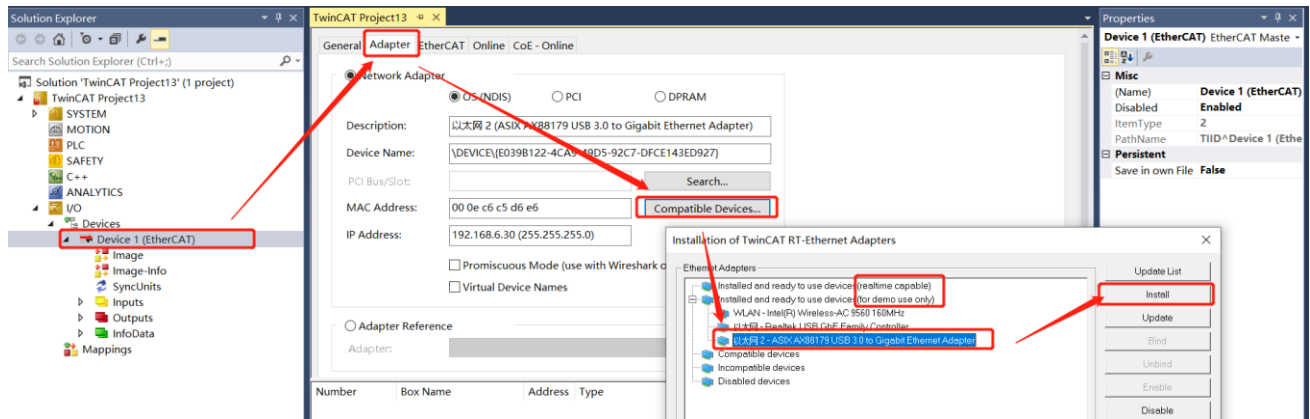 Solution Explorer
Search Solution Explorer (Ctrl+;)
Solution 'TwinCAT Project13' (1 project)
TwinCAT Project13
SYSTEM
MOTION
PLC
SAFETY
C++
ANALYTICS
I/O
Devices
Device 1 (EtherCAT)
Image
Image-Info
SyncUnits
Inputs
Outputs
InfoData
Mappings
TwinCAT Project13
General Adapter EtherCAT Online CoE - Online
Network Adapter
OS (NDIS) PCI DPRAM
Description: 以太网 2 (ASIX AX88179 USB 3.0 to Gigabit Ethernet Adapter)
Device Name: \DEVICE\{E039B122-4CA9-49D5-92C7-DFCE143ED927}
PCI Bus/Slot: Search...
MAC Address: 00 0e c6 c5 d6 e6 Compatible Devices...
IP Address: 192.168.6.30 (255.255.255.0)
Promiscuous Mode (use with Wireshark o
Virtual Device Names
Adapter Reference
Adapter:
Number Box Name Address Type
Installation of TwinCAT RT-Ethernet Adapters
Ethernet Adapters
Installed and ready to use devices(realtime capable)
Installed and ready to use devices(for demo use only)
WLAN - Intel(R) Wireless-AC 9560 160MHz
以太网 - Realtek USB GbE Family Controller
以太网 2 - ASIX AX88179 USB 3.0 to Gigabit Ethernet Adapter
Compatible devices
Incompatible devices
Disabled devices
Update List
Install
Update
Bind
Unbind
Enable
Disable
Properties
Device 1 (EtherCAT) EtherCAT Maste
Misc
(Name) Device 1 (EtherCAT)
Disabled Enabled
ItemType 2
PathName TIID^Device 1 (Ethe
Persistent
Save in own File False